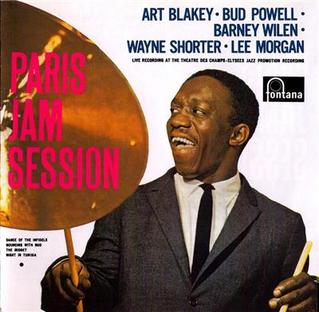 ART BLAKEY • BUD POWELL •
BARNEY WILEN •
WAYNE SHORTER • LEE MORGAN
LIVE RECORDING AT THE THEATRE DES CHAMPS-ELYSEES JAZZ PROMOTION RECORDING
fontana
PARIS
JAM
SESSION
DANCE OF THE INFIDELS
BOUNCING WITH BUD
THE MIDGET
NIGHT IN TUNISIA